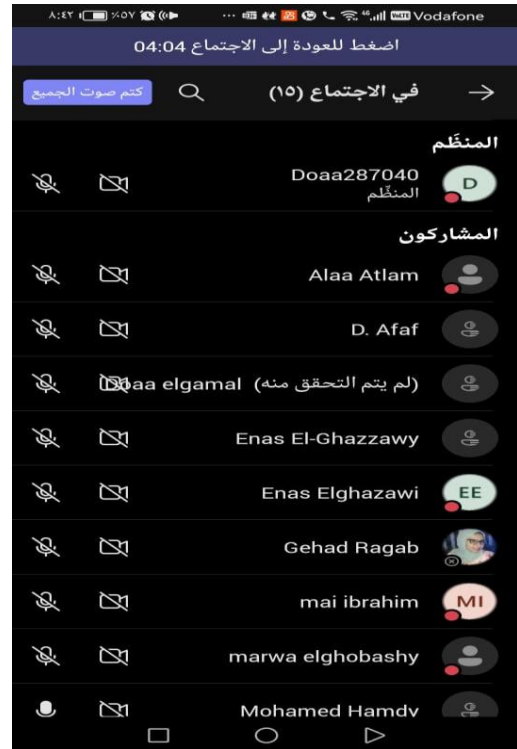 ٨:٤٢ ٪٥٧ Vodafone
اضغط للعودة إلى الاجتماع 04:04
في الاجتماع (١٥)
كتم صوت الجميع
المنظَم
Doaa287040
المنظّم
D
المشاركون
Alaa Atlam
D. Afaf
Doaa elgamal (لم يتم التحقق منه)
Enas El-Ghazzawy
Enas Elghazawi
EE
Gehad Ragab
mai ibrahim
MI
marwa elghobashy
Mohamed Hamdy